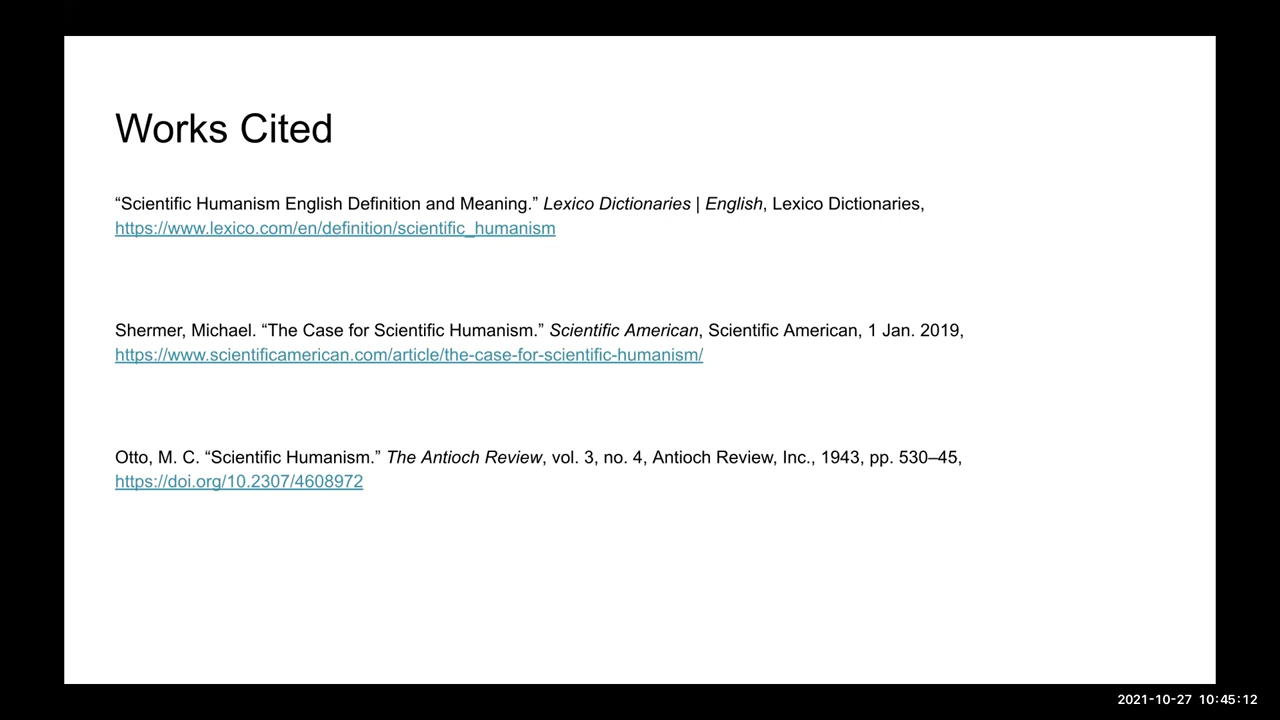 Works Cited
“Scientific Humanism English Definition and Meaning.” Lexico Dictionaries | English, Lexico Dictionaries,
https://www.lexico.com/en/definition/scientific_humanism
Shermer, Michael. “The Case for Scientific Humanism.” Scientific American, Scientific American, 1 Jan. 2019,
https://www.scientificamerican.com/article/the-case-for-scientific-humanism/
Otto, M. C. “Scientific Humanism.” The Antioch Review, vol. 3, no. 4, Antioch Review, Inc., 1943, pp. 530–45,
https://doi.org/10.2307/4608972
2021-10-27 10:45:12